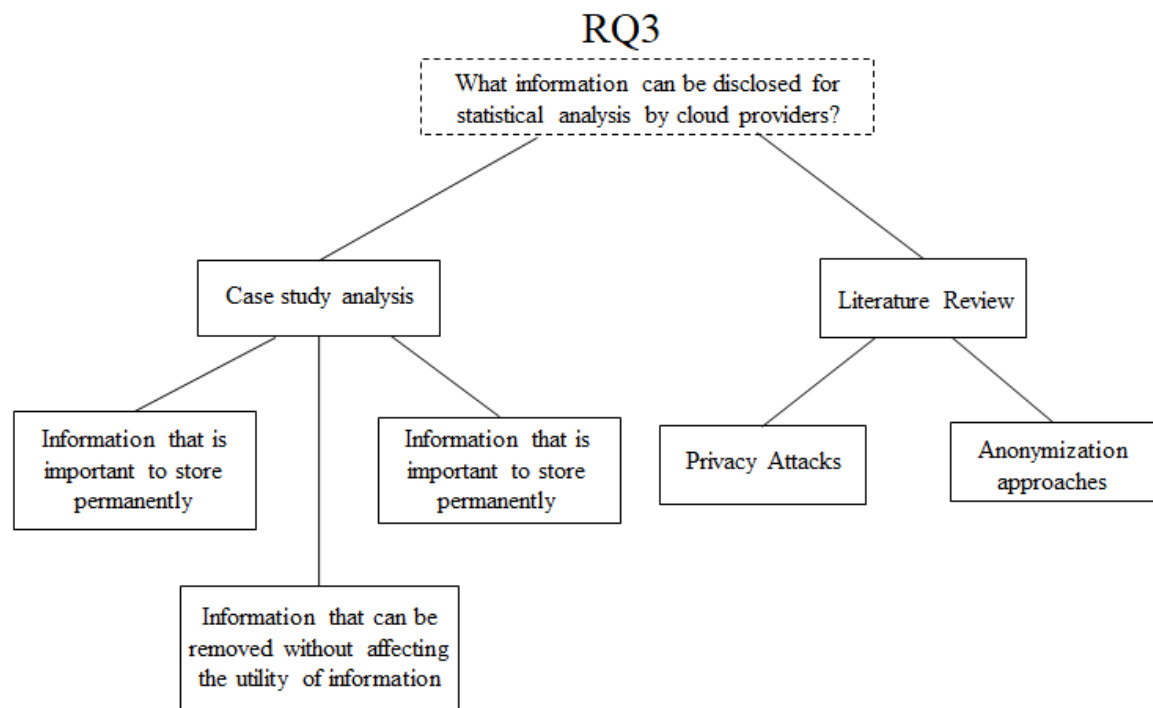 RQ3
What information can be disclosed for
statistical analysis by cloud providers?
Case study analysis
Literature Review
Information that is
important to store
permanently
Information that is
important to store
permanently
Privacy Attacks
Anonymization
approaches
Information that can be
removed without affecting
the utility of information